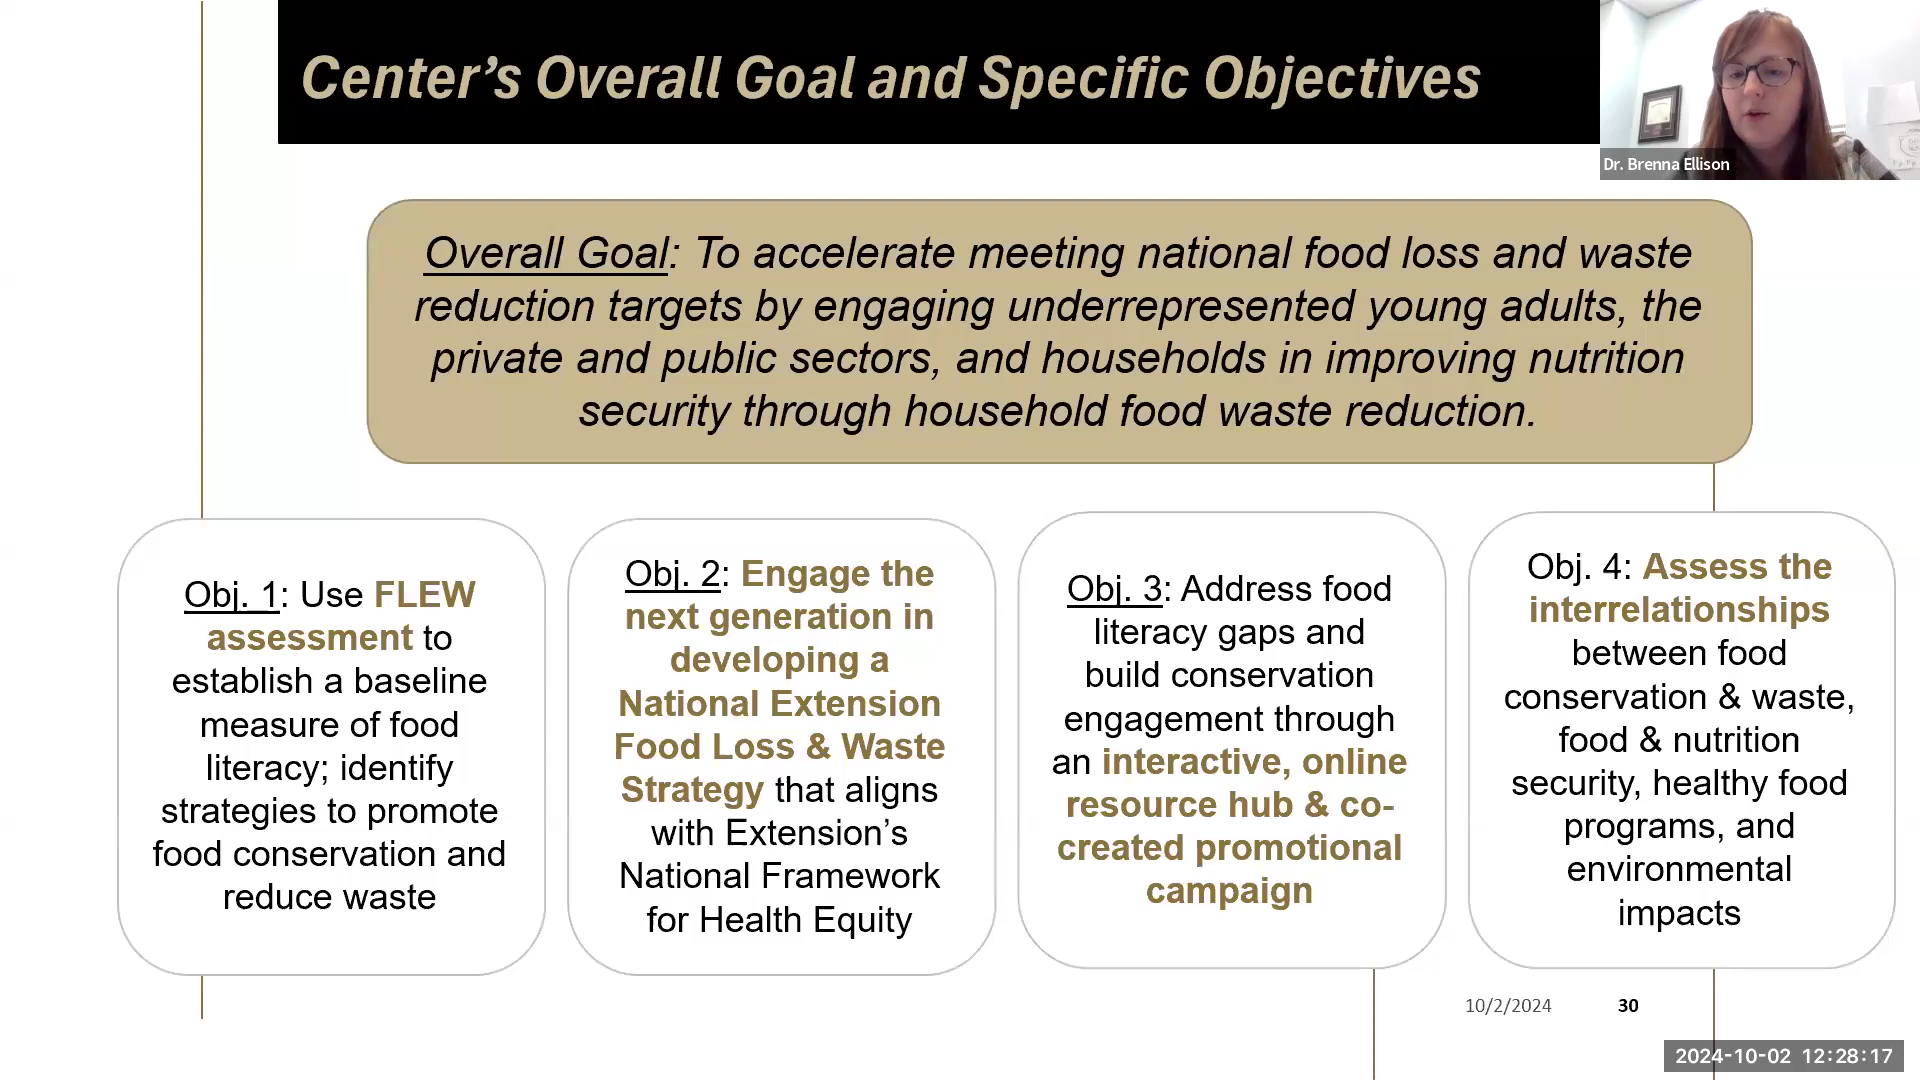 Center’s Overall Goal and Specific Objectives
Dr. Brenna Ellison
Overall Goal: To accelerate meeting national food loss and waste
reduction targets by engaging underrepresented young adults, the
private and public sectors, and households in improving nutrition
security through household food waste reduction.
Obj. 1: Use FLEW
assessment to
establish a baseline
measure of food
literacy; identify
strategies to promote
food conservation and
reduce waste
Obj. 2: Engage the
next generation in
developing a
National Extension
Food Loss & Waste
Strategy that aligns
with Extension’s
National Framework
for Health Equity
Obj. 3: Address food
literacy gaps and
build conservation
engagement through
an interactive, online
resource hub & co-
created promotional
campaign
Obj. 4: Assess the
interrelationships
between food
conservation & waste,
food & nutrition
security, healthy food
programs, and
environmental
impacts
10/2/2024
30
2024-10-02 12:28:17